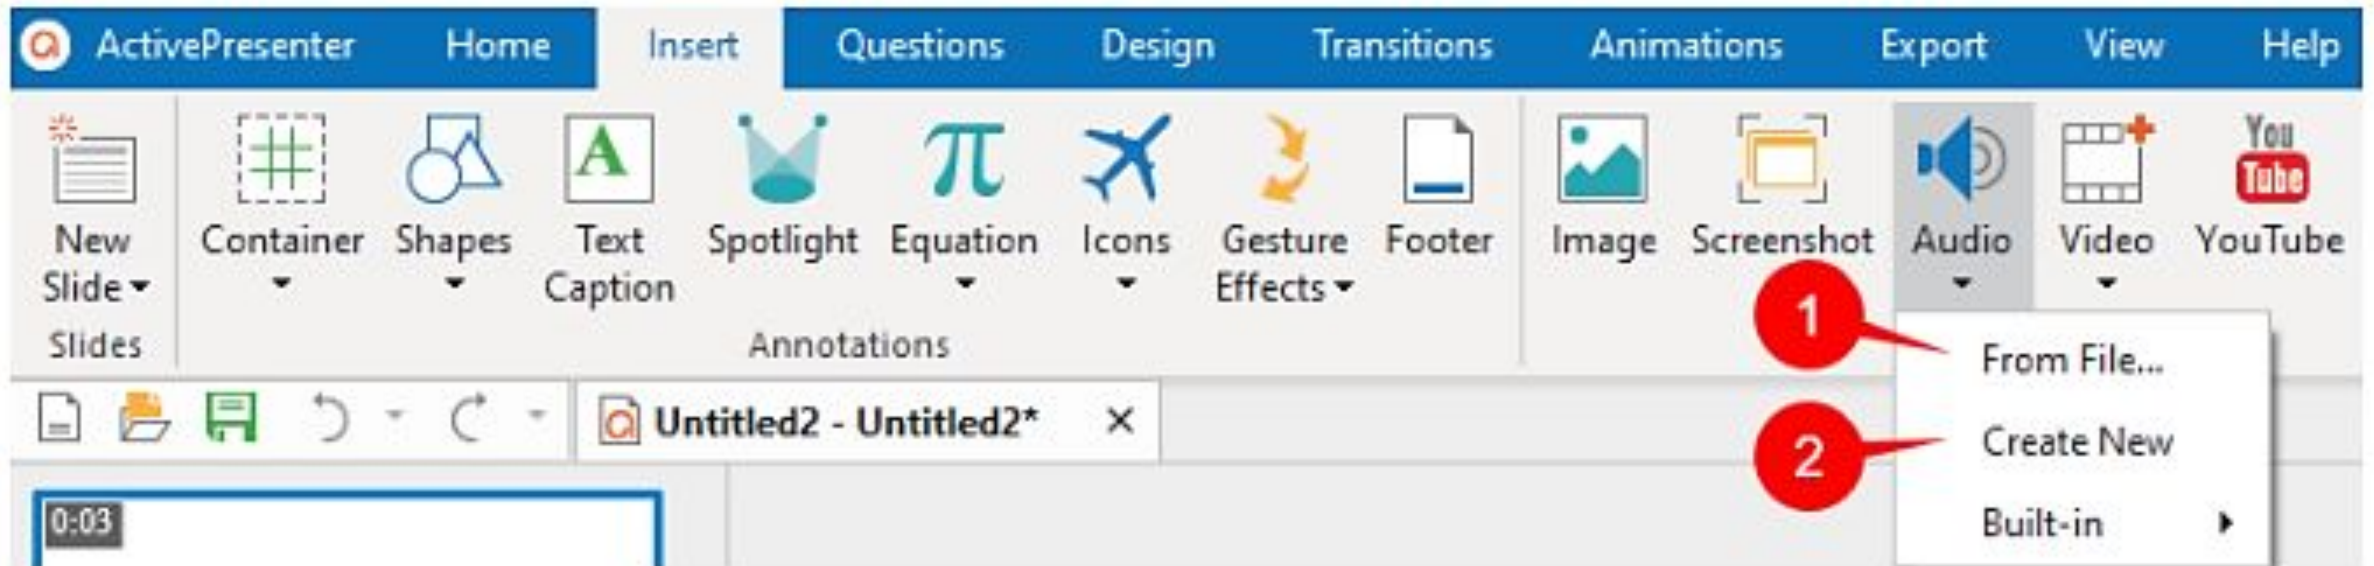 ActivePresenter Home Insert Questions Design Transitions Animations Export View Help
A
You
Tube
New Slide
Container
Shapes
Text Caption
Spotlight
Equation
Icons
Gesture Effects
Footer
Image
Screenshot
Audio
Video
YouTube
Slides
Annotations
1
From File...
Untitled2 - Untitled2*
2
Create New
0:03
Built-in